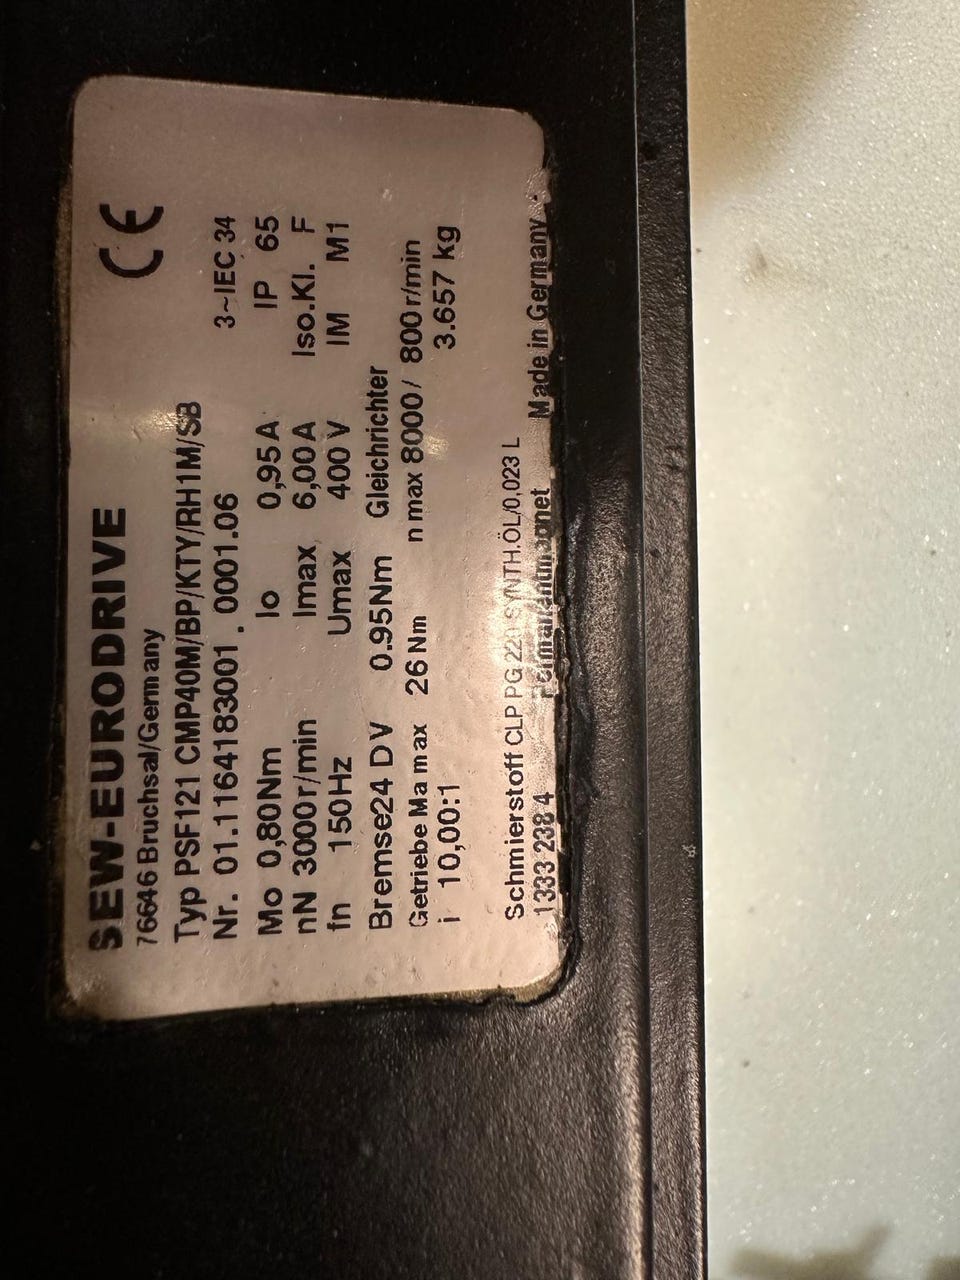 SEW-EURODRIVE CE
76646 Bruchsal/Germany
Typ PSF121 CMP40M/BP/KTY/RH1M/SB
Nr. 01.1164183001 . 0001.06 3~IEC 34
Mo 0,80Nm Io 0,95A IP 65
nN 3000r/min Imax 6,00A Iso.Kl. F
fn 150Hz Umax 400V IM M1
Bremse24 DV 0.95Nm Gleichrichter
Getriebe Ma max 26 Nm n max 8000/ 800 r/min
i 10,00:1 3.657 kg
Schmierstoff CLP PG 220 SYNTH.ÖL/0,023 L
1333 238 4 Permanentmagnet Made in Germany